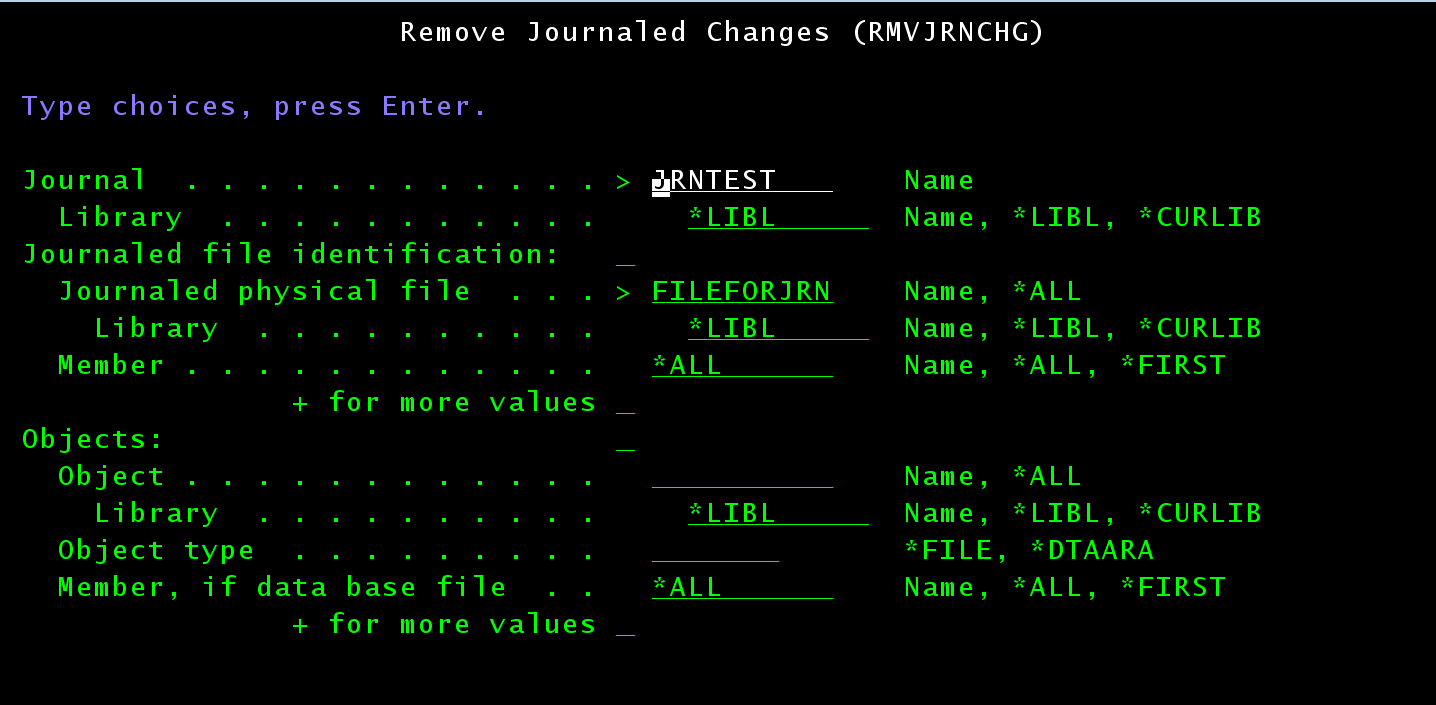 Remove Journaled Changes (RMVJRNCHG)
Type choices, press Enter.
Journal . . . . . . . . . . . . > JRNTEST Name
Library . . . . . . . . . . . *LIBL Name, *LIBL, *CURLIB
Journaled file identification: _
Journaled physical file . . . > FILEFORJRN Name, *ALL
Library . . . . . . . . . . *LIBL Name, *LIBL, *CURLIB
Member . . . . . . . . . . . . *ALL Name, *ALL, *FIRST
+ for more values _
Objects: _
Object . . . . . . . . . . . . Name, *ALL
Library . . . . . . . . . . *LIBL Name, *LIBL, *CURLIB
Object type . . . . . . . . . *FILE, *DTAARA
Member, if data base file . . *ALL Name, *ALL, *FIRST
+ for more values _